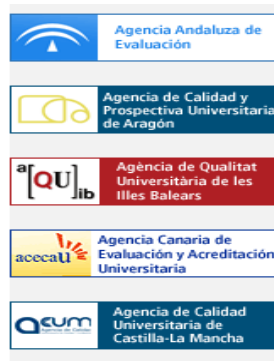 Agencia Andaluza de
Evaluación
Agencia de Calidad y
Prospectiva Universitaria
de Aragón
a[QU]ib
Agència de Qualitat
Universitària de les
Illes Balears
acecau
Agencia Canaria de
Evaluación y Acreditación
Universitaria
acum
Agencia de Calidad
Universitaria de
Castilla-La Mancha